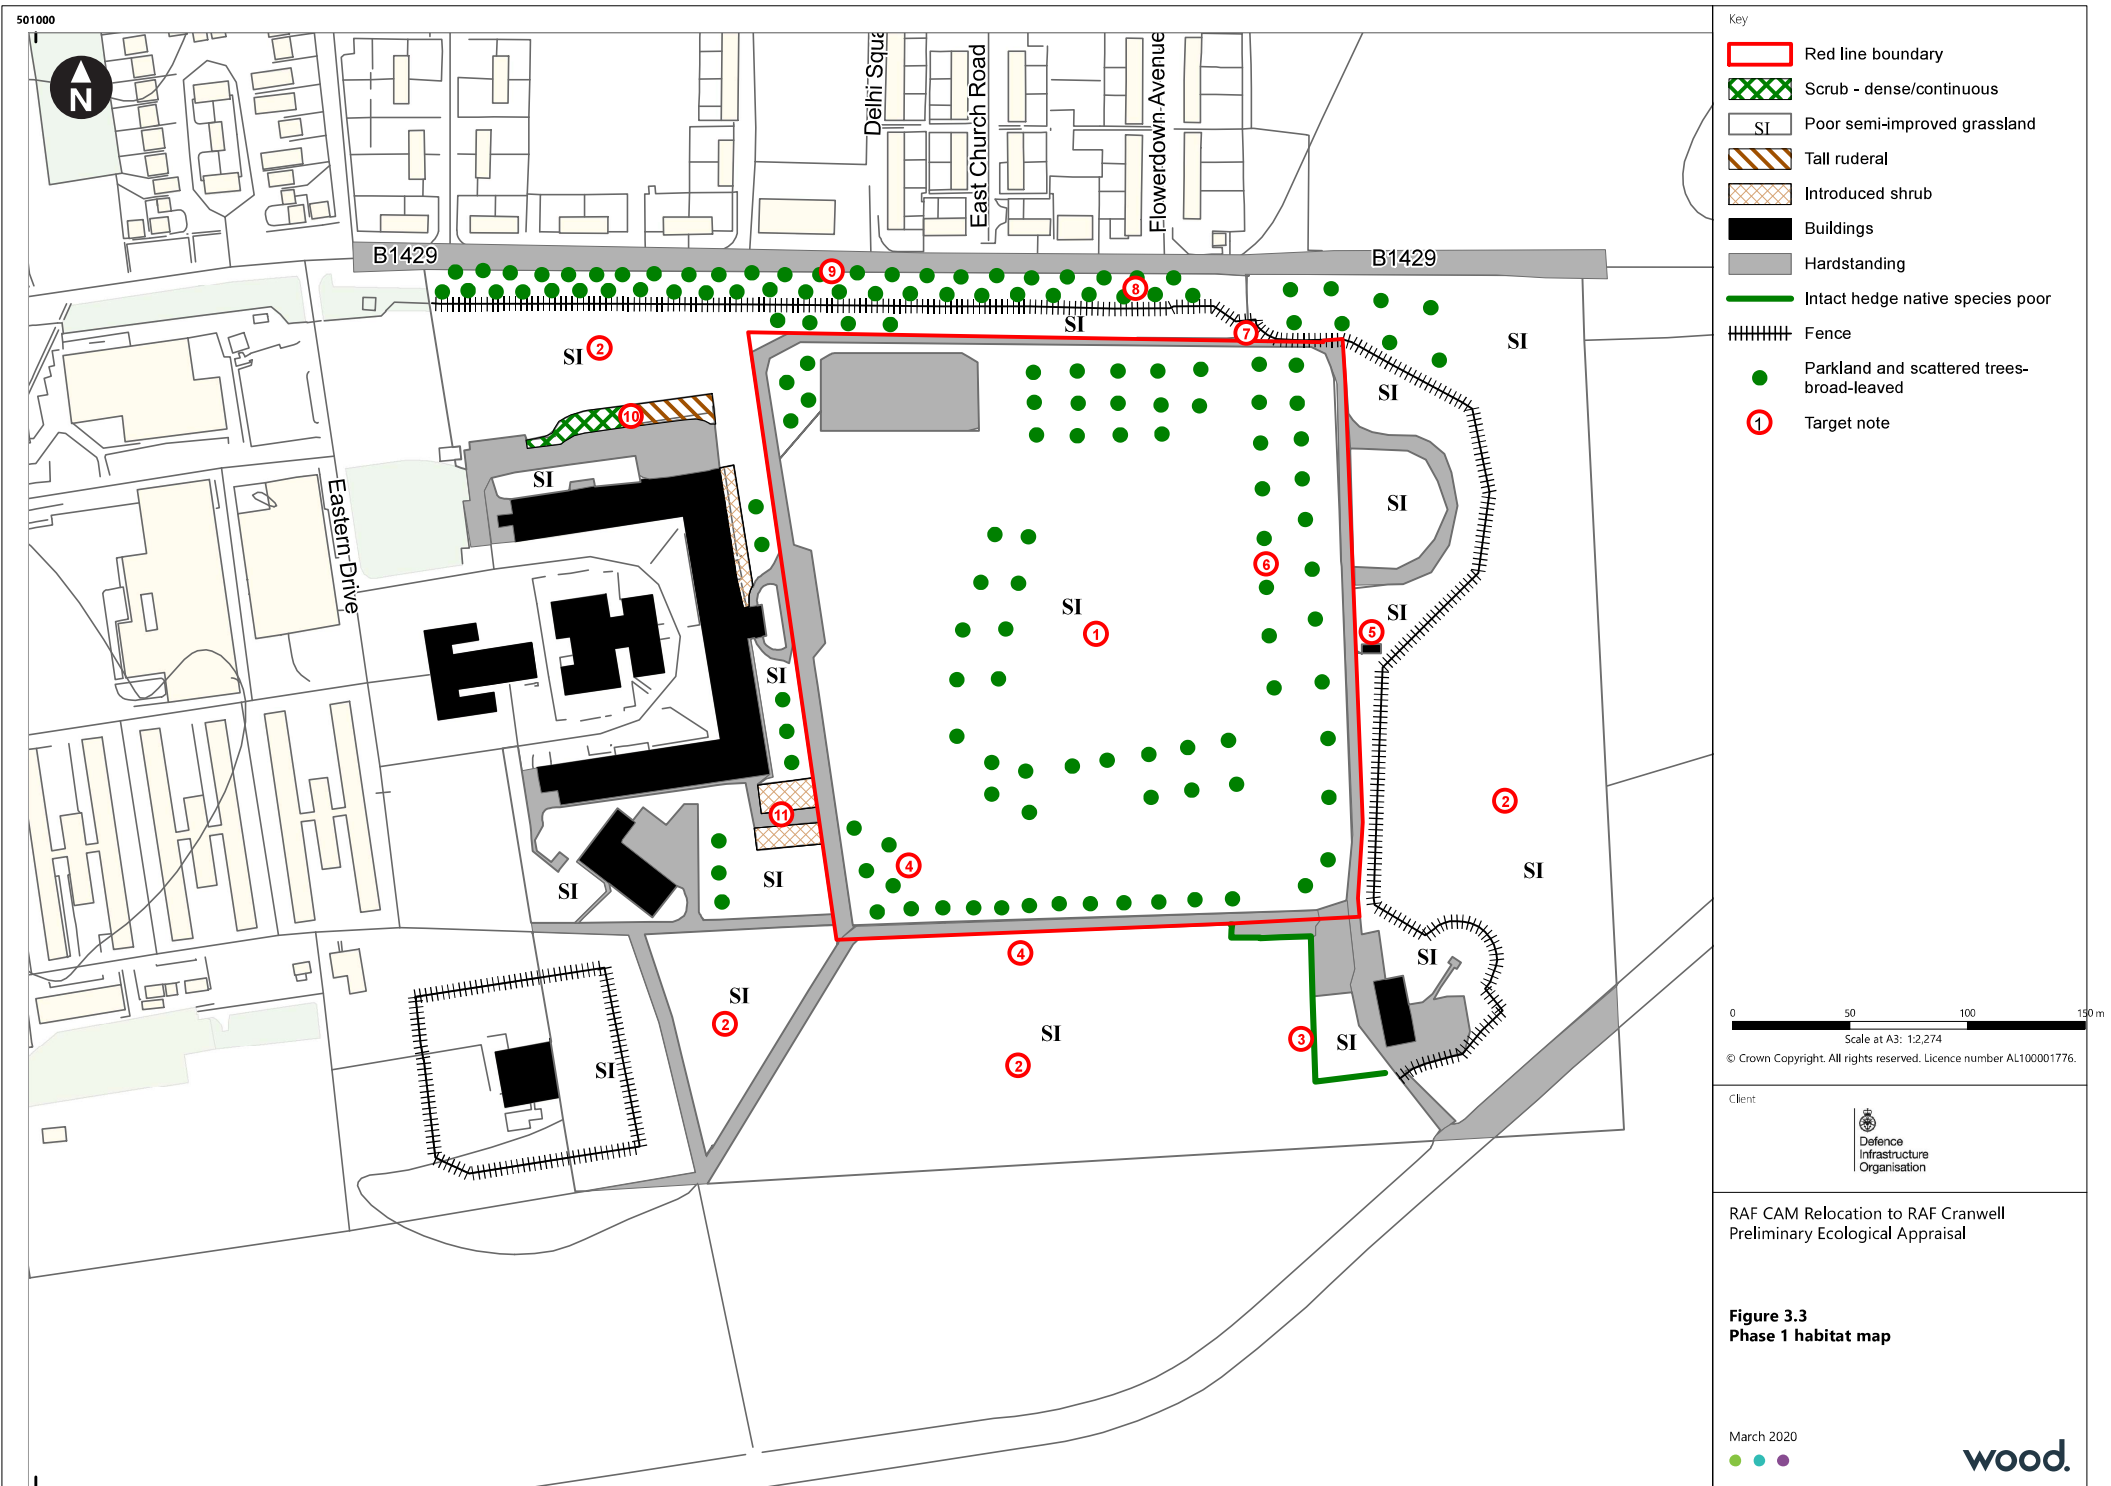 501000
N
Delhi Squa
East Church Road
Flowerdown Avenue
B1429
B1429
Eastern Drive
9
8
7
SI
SI
2
SI
SI
10
SI
SI
6
SI
1
SI
5
SI
2
11
4
SI
SI
SI
4
SI
SI
2
SI
2
3
SI
SI
Key
Red line boundary
Scrub - dense/continuous
SI Poor semi-improved grassland
Tall ruderal
Introduced shrub
Buildings
Hardstanding
Intact hedge native species poor
Fence
Parkland and scattered trees-
broad-leaved
1 Target note
0 50 100 150 m
Scale at A3: 1:2,274
© Crown Copyright. All rights reserved. Licence number AL100001776.
Client
Defence
Infrastructure
Organisation
RAF CAM Relocation to RAF Cranwell
Preliminary Ecological Appraisal
Figure 3.3
Phase 1 habitat map
March 2020
wood.